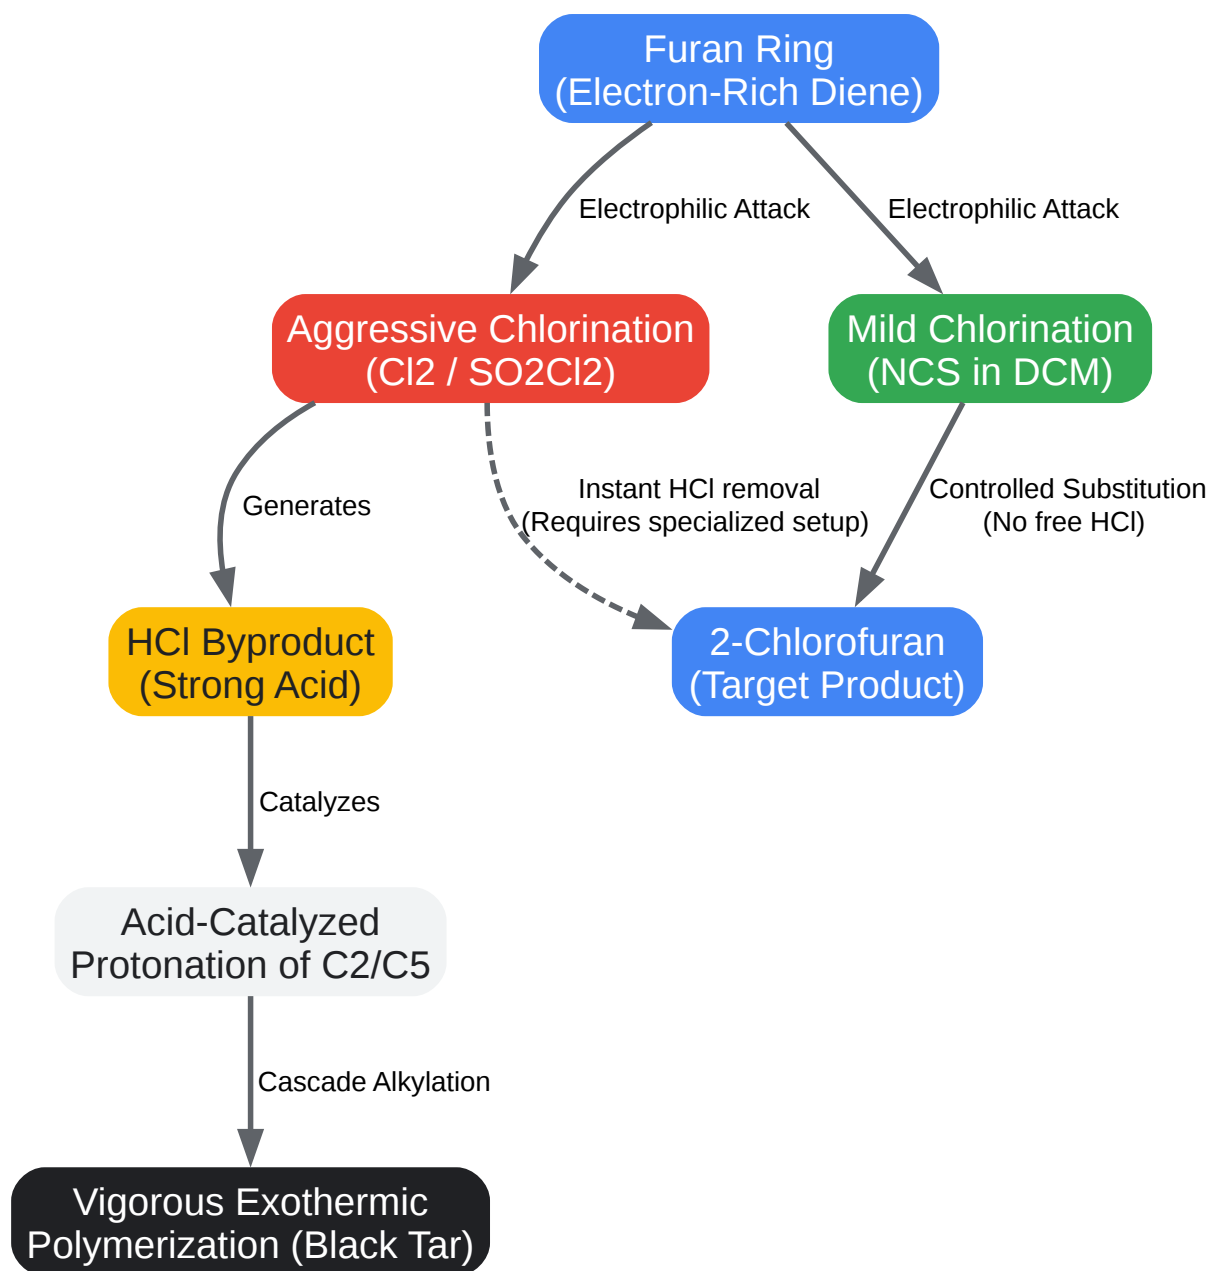 Furan Ring
(Electron-Rich Diene)
Electrophilic Attack
Electrophilic Attack
Aggressive Chlorination
(Cl2 / SO2Cl2)
Mild Chlorination
(NCS in DCM)
Generates
Instant HCl removal
(Requires specialized setup)
Controlled Substitution
(No free HCl)
HCl Byproduct
(Strong Acid)
2-Chlorofuran
(Target Product)
Catalyzes
Acid-Catalyzed
Protonation of C2/C5
Cascade Alkylation
Vigorous Exothermic
Polymerization (Black Tar)